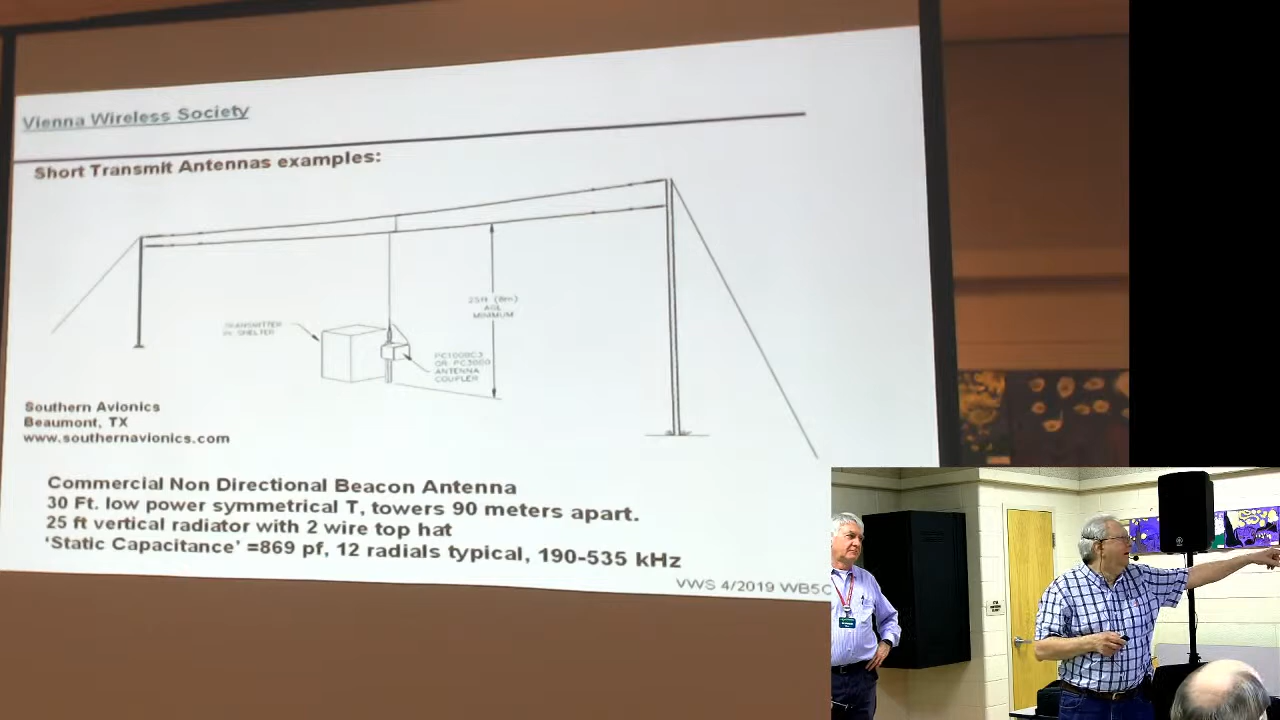 Vienna Wireless Society
Short Transmit Antennas examples:
25ft (8m)
AGL
MINIMUM
TRANSMITTER
IN SHELTER
PC1000C3
OR PC3000
ANTENNA
COUPLER
Southern Avionics
Beaumont, TX
www.southernavionics.com
Commercial Non Directional Beacon Antenna
30 Ft. low power symmetrical T, towers 90 meters apart.
25 ft vertical radiator with 2 wire top hat
‘Static Capacitance’ =869 pf, 12 radials typical, 190-535 kHz
VWS 4/2019